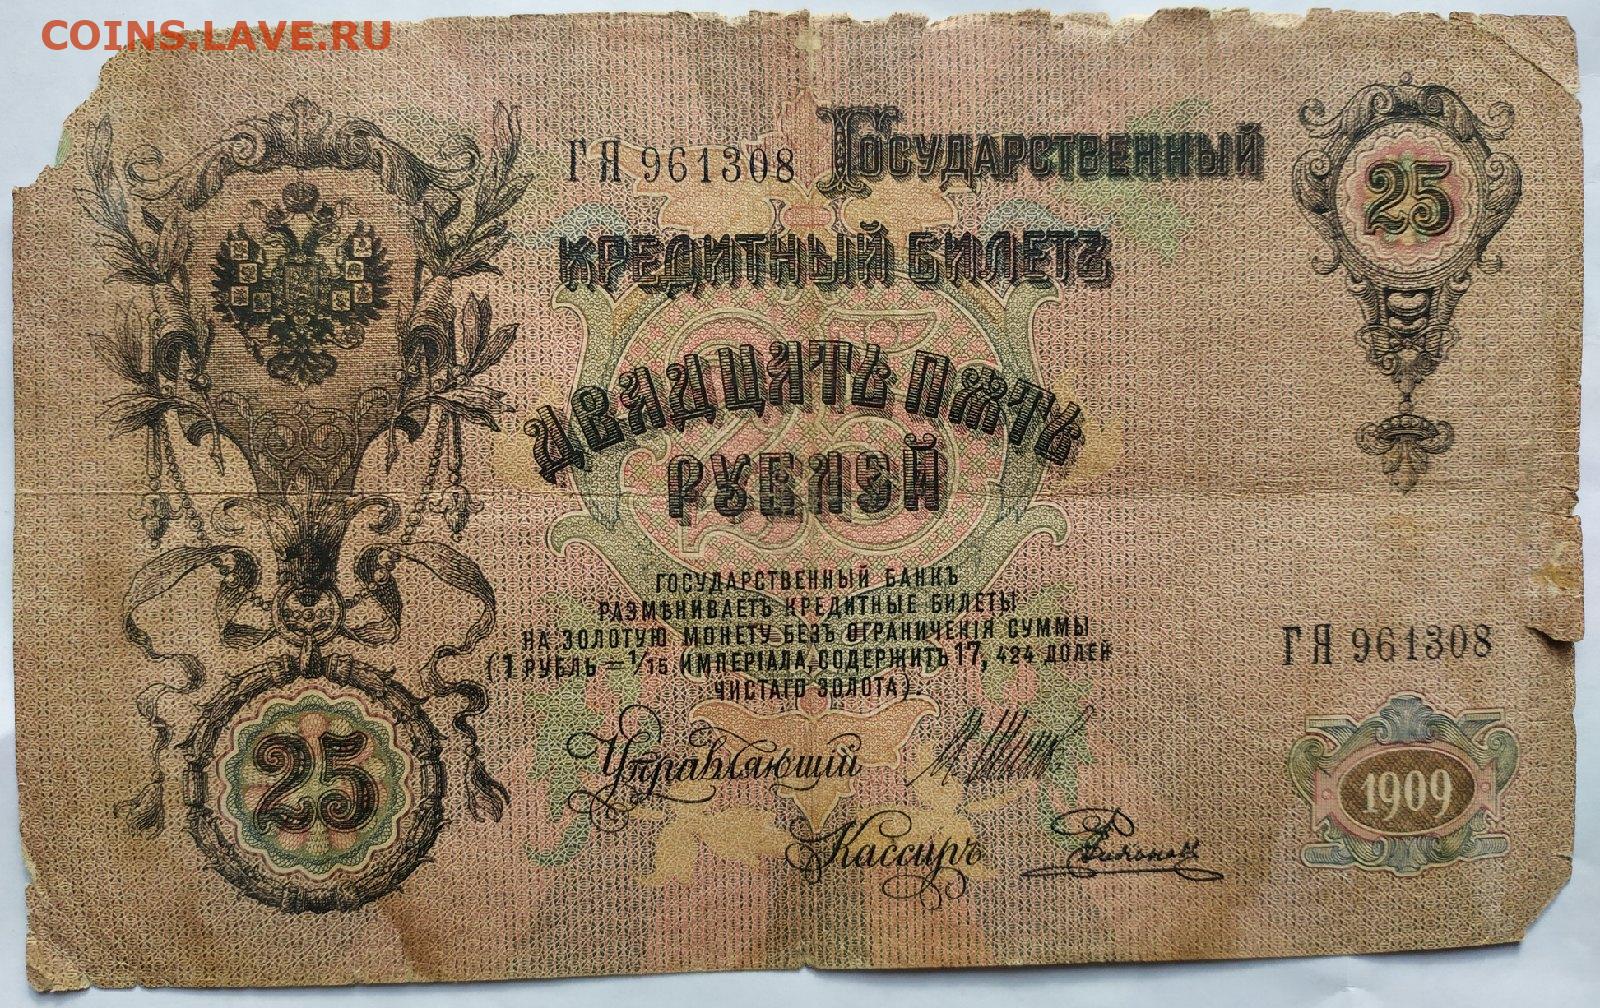 COINS.LAVE.RU
ГЯ 961308 ГОСУДАРСТВЕННЫЙ
25
КРЕДИТНЫЙ БИЛЕТЪ
ДВАДЦАТЬ ПЯТЬ
РУБЛЕЙ
ГОСУДАРСТВЕННЫЙ БАНКЪ
РАЗМѢНИВАЕТЪ КРЕДИТНЫЕ БИЛЕТЫ
НА ЗОЛОТУЮ МОНЕТУ БЕЗЪ ОГРАНИЧЕНІЯ СУММЫ
(1 РУБЛЬ = 1/15 ИМПЕРІАЛА, СОДЕРЖИТЪ 17, 424 ДОЛЕЙ
ЧИСТАГО ЗОЛОТА).
ГЯ 961308
Управляющій
25
1909
Кассиръ